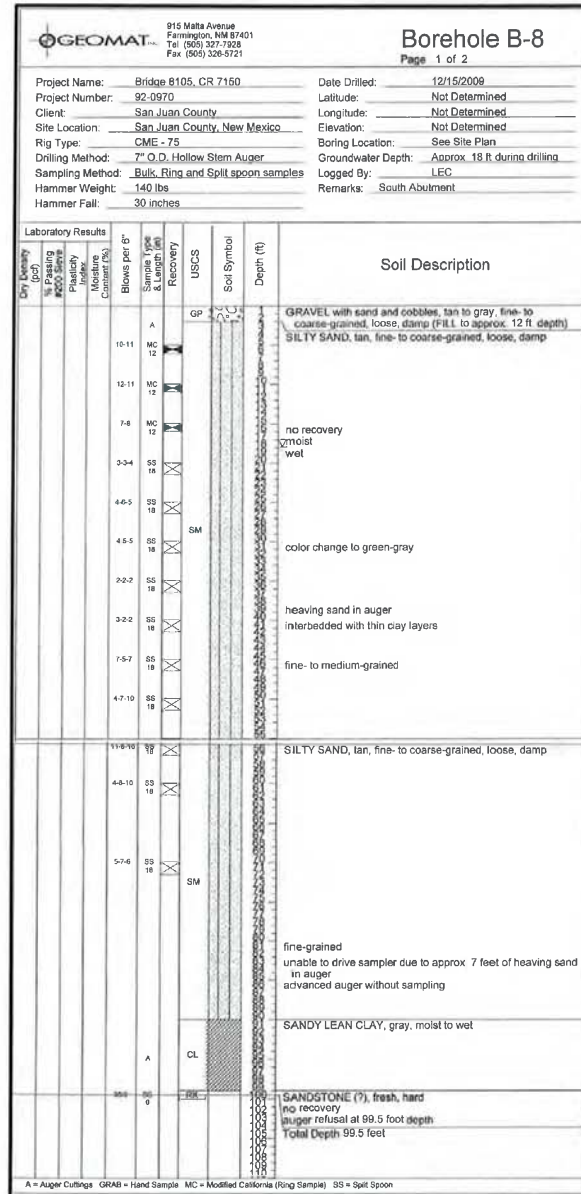 GEOMAT INC.
915 Malta Avenue
Farmington, NM 87401
Tel (505) 327-7928
Fax (505) 326-5721
Borehole B-8
Page 1 of 2
Project Name: Bridge 8105, CR 7150
Project Number: 92-0970
Client: San Juan County
Site Location: San Juan County, New Mexico
Rig Type: CME - 75
Drilling Method: 7" O.D. Hollow Stem Auger
Sampling Method: Bulk, Ring and Split spoon samples
Hammer Weight: 140 lbs
Hammer Fall: 30 inches
Date Drilled: 12/15/2009
Latitude: Not Determined
Longitude: Not Determined
Elevation: Not Determined
Boring Location: See Site Plan
Groundwater Depth: Approx 18 ft during drilling
Logged By: LEC
Remarks: South Abutment
Laboratory Results
Dry Density (pcf)
% Passing #200 Sieve
Plasticity Index
Moisture Content (%)
Blows per 6"
Sample Type & Length (in)
Recovery
USCS
Soil Symbol
Depth (ft)
Soil Description
GP
GRAVEL with sand and cobbles, tan to gray, fine- to
coarse-grained, loose, damp (FILL to approx. 12 ft depth)
A
SILTY SAND, tan, fine- to coarse-grained, loose, damp
10-11 MC 12
12-11 MC 12
7-8 MC 12
no recovery
moist
wet
3-3-4 SS 18
4-6-5 SS 18
SM
4-5-5 SS 18
color change to green-gray
2-2-2 SS 18
heaving sand in auger
3-2-2 SS 18
interbedded with thin clay layers
7-5-7 SS 18
fine- to medium-grained
4-7-10 SS 18
SS 18
SILTY SAND, tan, fine- to coarse-grained, loose, damp
4-8-10 SS 18
5-7-6 SS 18
SM
fine-grained
unable to drive sampler due to approx 7 feet of heaving sand
in auger
advanced auger without sampling
SANDY LEAN CLAY, gray, moist to wet
A
CL
SS 0
RK
SANDSTONE (?), fresh, hard
no recovery
auger refusal at 99.5 foot depth
Total Depth 99.5 feet
A = Auger Cuttings GRAB = Hand Sample MC = Modified California (Ring Sample) SS = Split Spoon